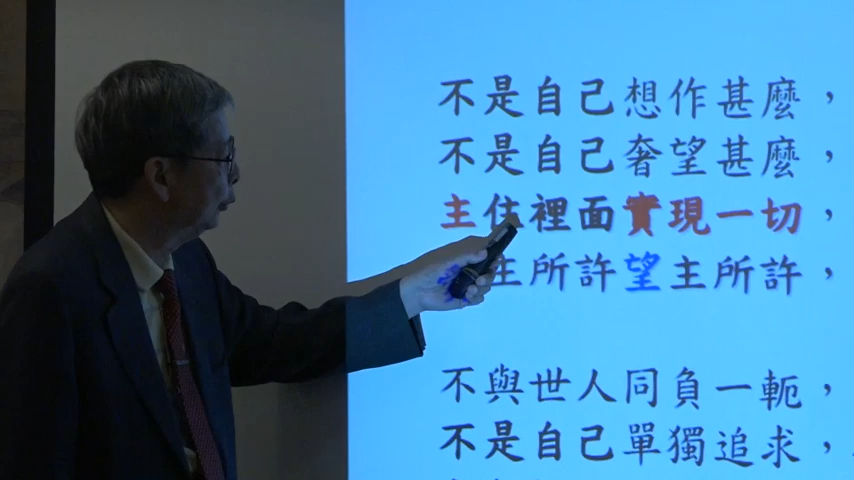 不是自己想作甚麼，
不是自己奢望甚麼，
主住裡面實現一切，
主所許望主所許，
不與世人同負一軛，
不是自己單獨追求，